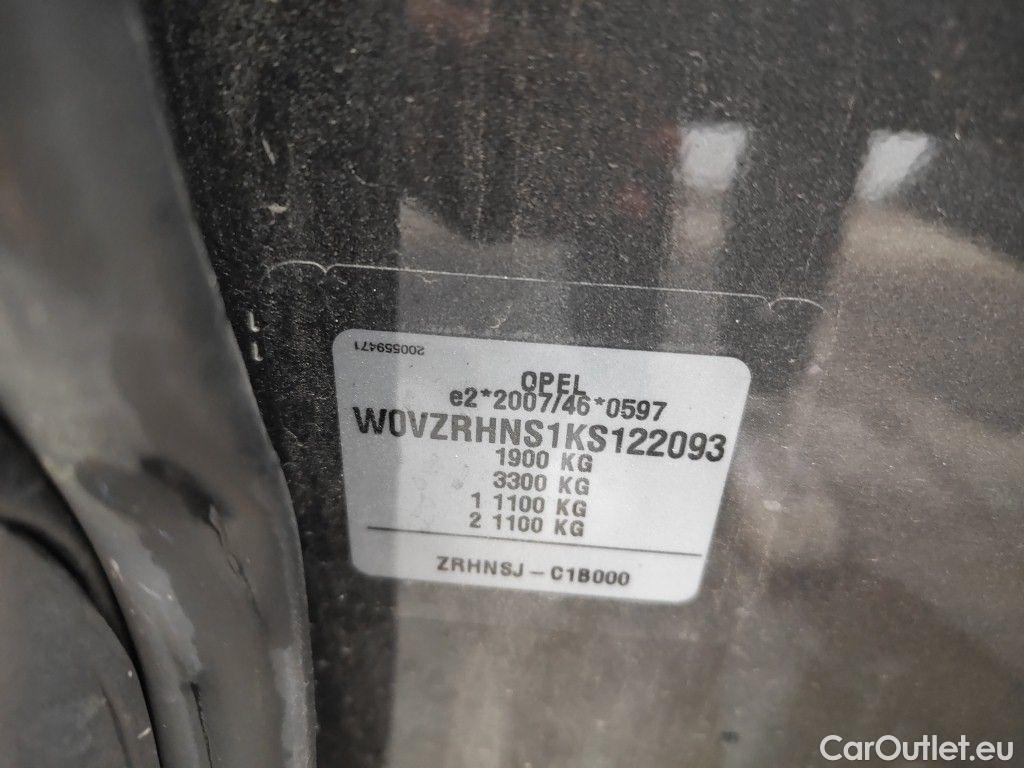 200559471
OPEL
e2*2007/46*0597
W0VZRHNS1KS122093
1900 KG
3300 KG
1 1100 KG
2 1100 KG
ZRHNSJ – C1B000
CarOutlet.eu